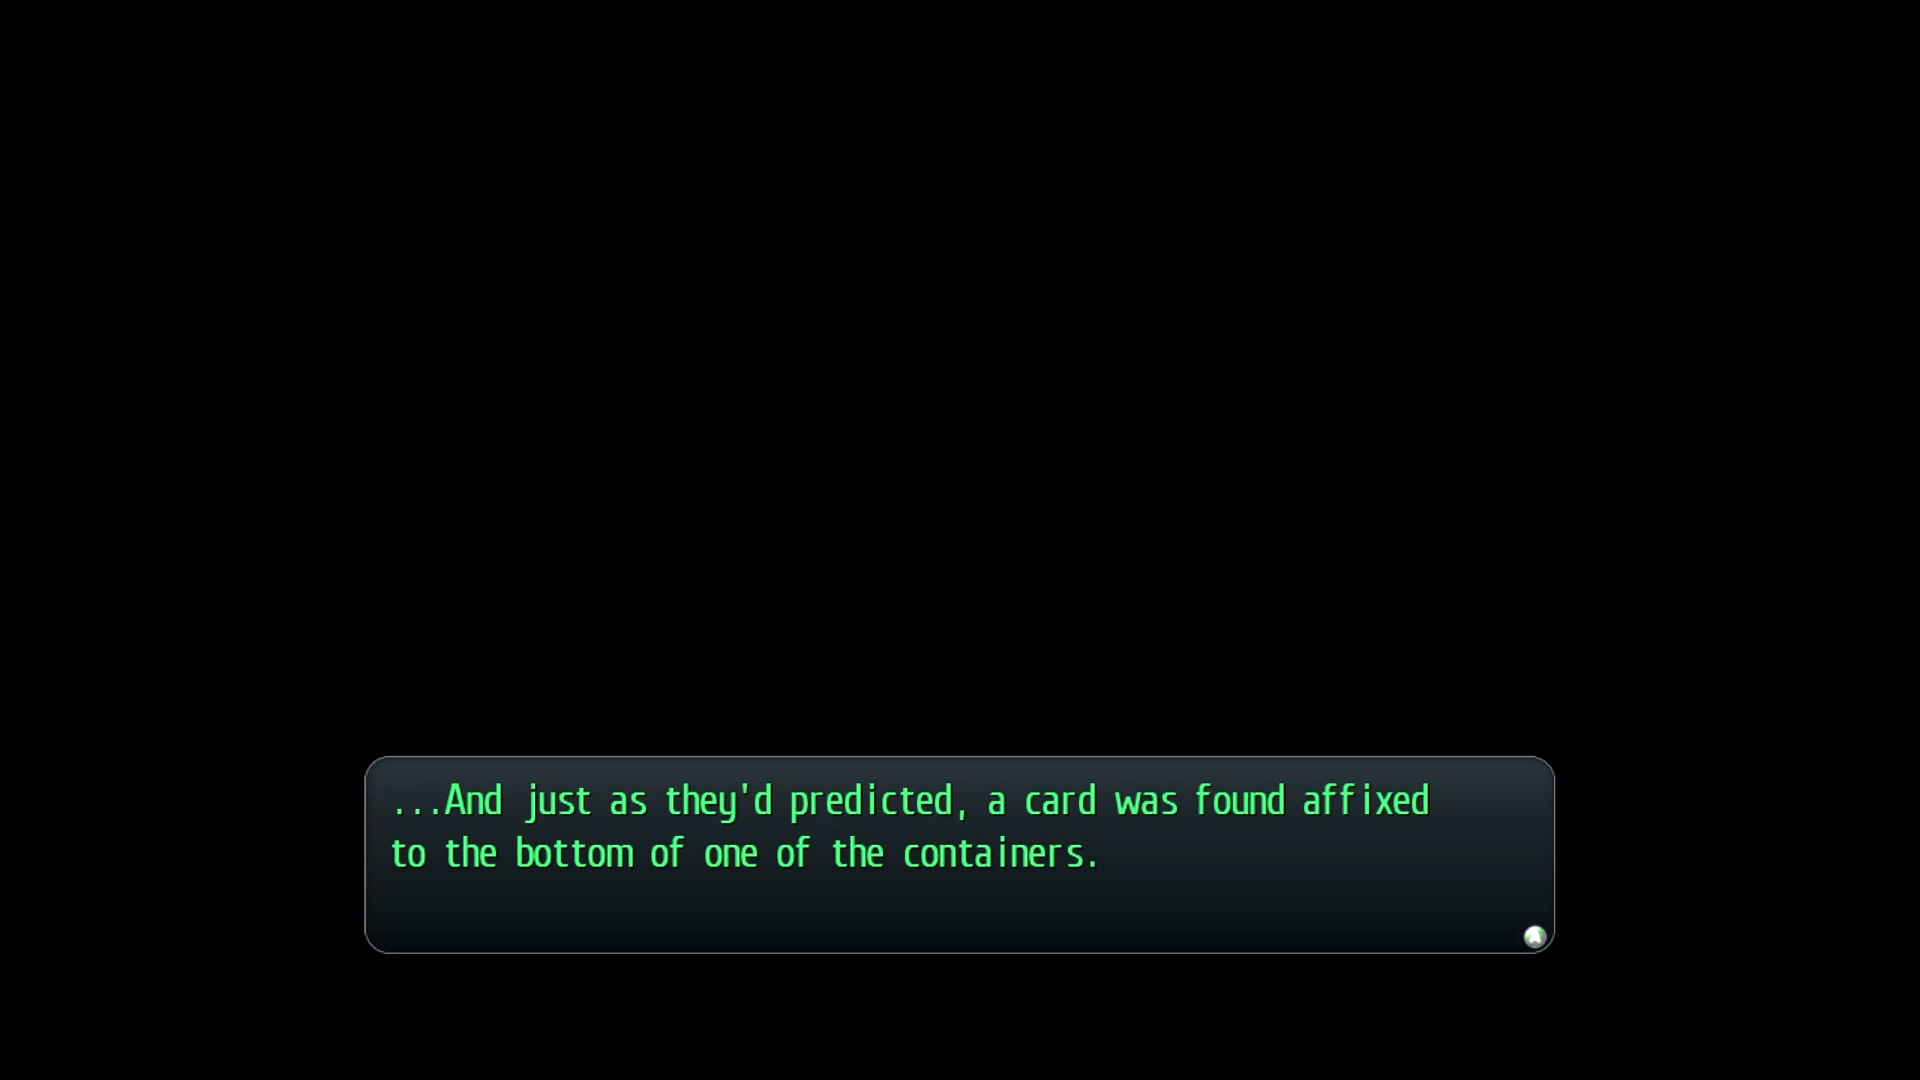 ...And just as they'd predicted, a card was found affixed
to the bottom of one of the containers.